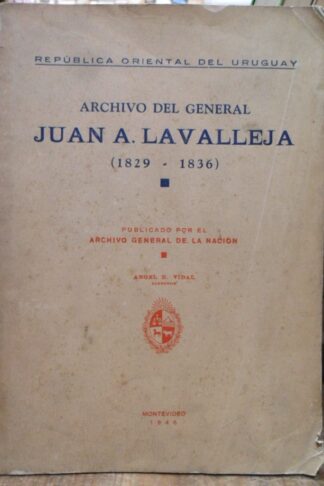 REPÚBLICA ORIENTAL DEL URUGUAY
ARCHIVO DEL GENERAL
JUAN A. LAVALLEJA
(1829 - 1836)
PUBLICADO POR EL
ARCHIVO GENERAL DE LA NACIÓN
ANGEL H. VIDAL
MONTEVIDEO